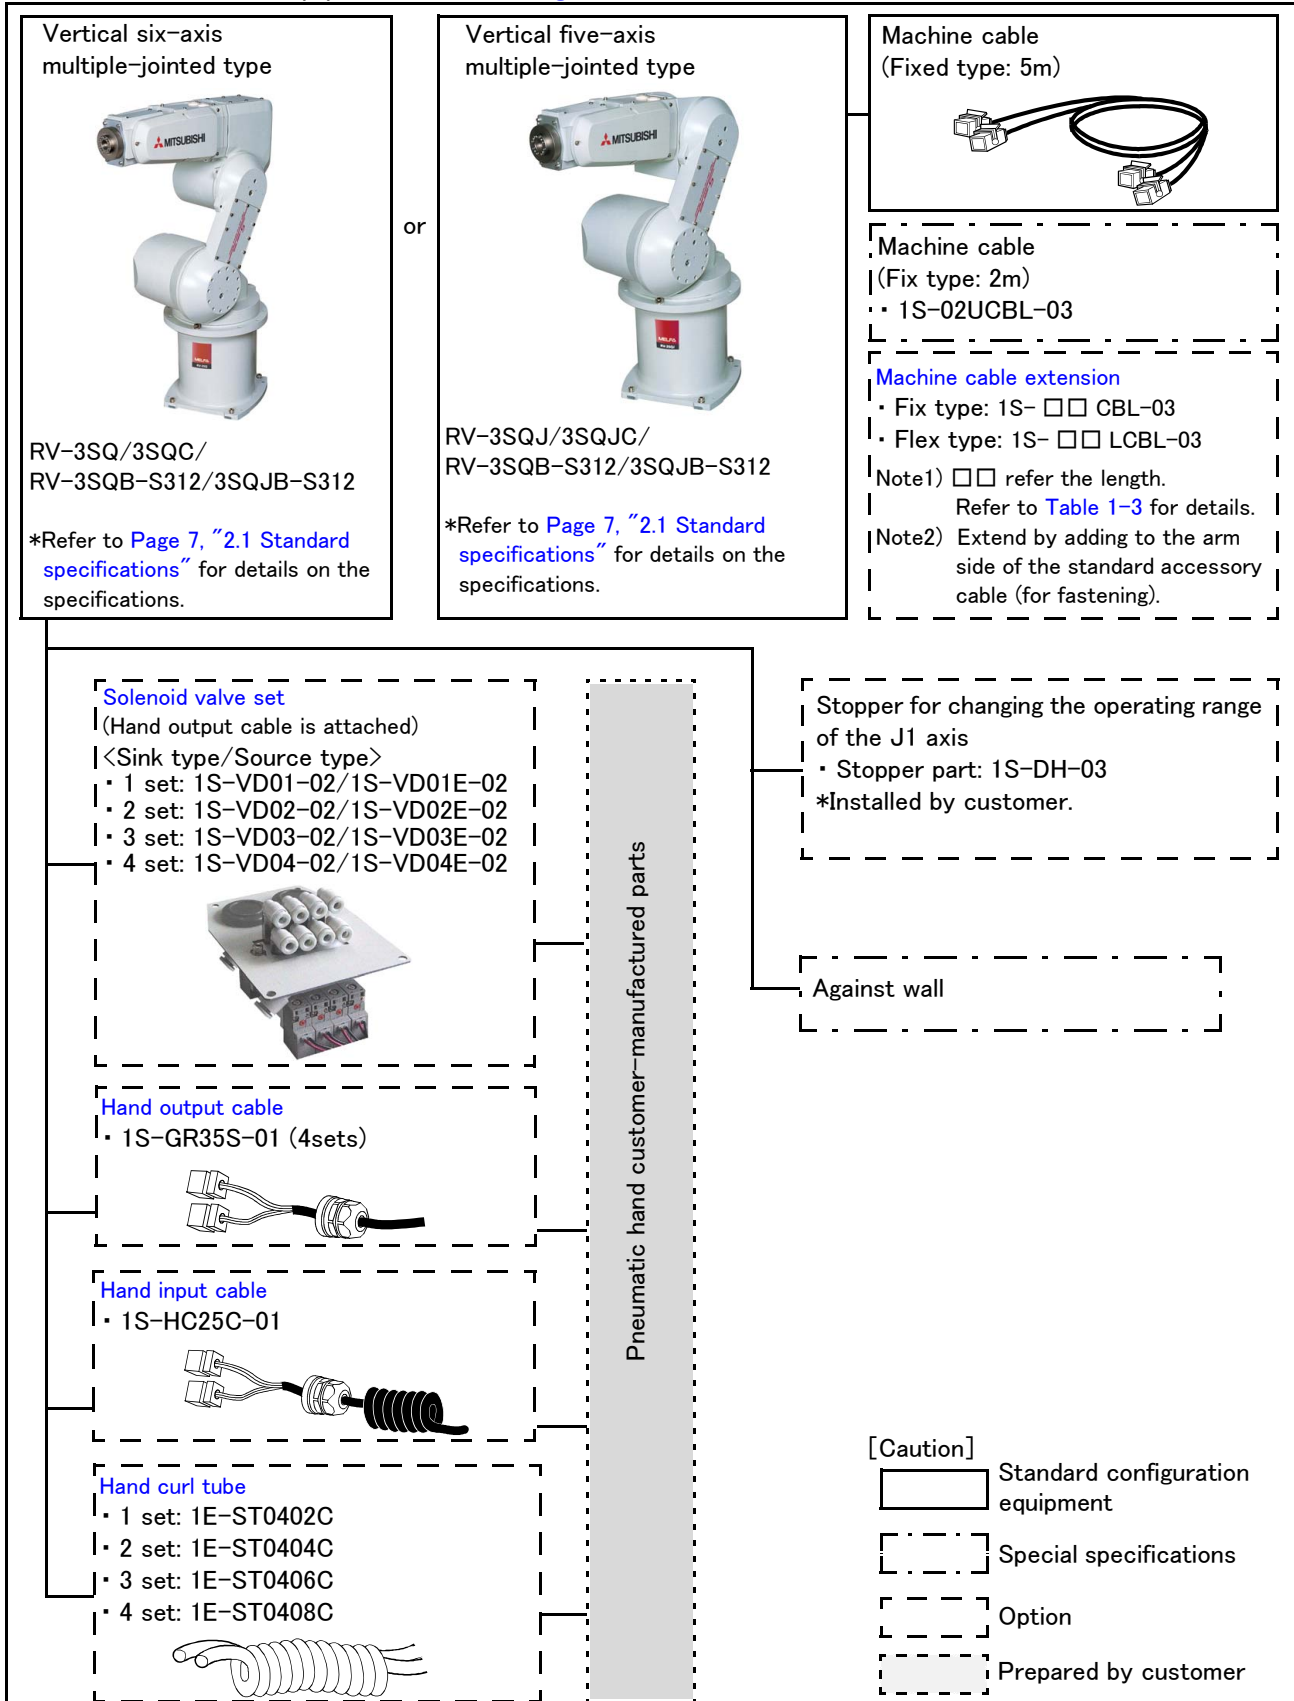 Vertical six-axis
multiple-jointed type
MITSUBISHI
RV-3SQ/3SQC/
RV-3SQB-S312/3SQJB-S312
*Refer to Page 7, "2.1 Standard
specifications" for details on the
specifications.
or
Vertical five-axis
multiple-jointed type
MITSUBISHI
MELFA
RV-3SQJ/3SQJC/
RV-3SQB-S312/3SQJB-S312
*Refer to Page 7, "2.1 Standard
specifications" for details on the
specifications.
Machine cable
(Fixed type: 5m)
Machine cable
(Fix type: 2m)
・1S-02UCBL-03
Machine cable extension
・Fix type: 1S- □□ CBL-03
・Flex type: 1S- □□ LCBL-03
Note1) □□ refer the length.
Refer to Table 1-3 for details.
Note2) Extend by adding to the arm
side of the standard accessory
cable (for fastening).
Solenoid valve set
(Hand output cable is attached)
<Sink type/Source type>
・1 set: 1S-VD01-02/1S-VD01E-02
・2 set: 1S-VD02-02/1S-VD02E-02
・3 set: 1S-VD03-02/1S-VD03E-02
・4 set: 1S-VD04-02/1S-VD04E-02
Hand output cable
・1S-GR35S-01 (4sets)
Hand input cable
・1S-HC25C-01
Hand curl tube
・1 set: 1E-ST0402C
・2 set: 1E-ST0404C
・3 set: 1E-ST0406C
・4 set: 1E-ST0408C
Pneumatic hand customer-manufactured parts
Stopper for changing the operating range
of the J1 axis
・Stopper part: 1S-DH-03
*Installed by customer.
Against wall
[Caution]
Standard configuration
equipment
Special specifications
Option
Prepared by customer